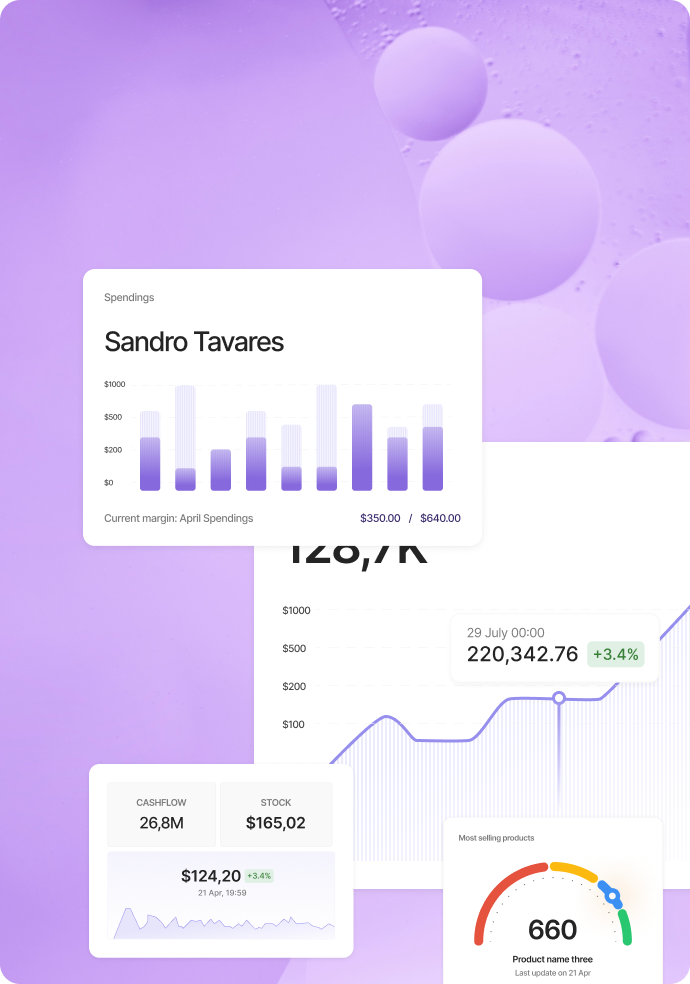 Spendings
Sandro Tavares
$1000
$500
$200
$0
Current margin: April Spendings
$350.00 / $640.00
128,7K
$1000
$500
$200
$100
29 July 00:00
220,342.76 +3.4%
CASHFLOW
26,8M
STOCK
$165,02
$124,20 +3.4%
21 Apr, 19:59
Most selling products
660
Product name three
Last update on 21 Apr